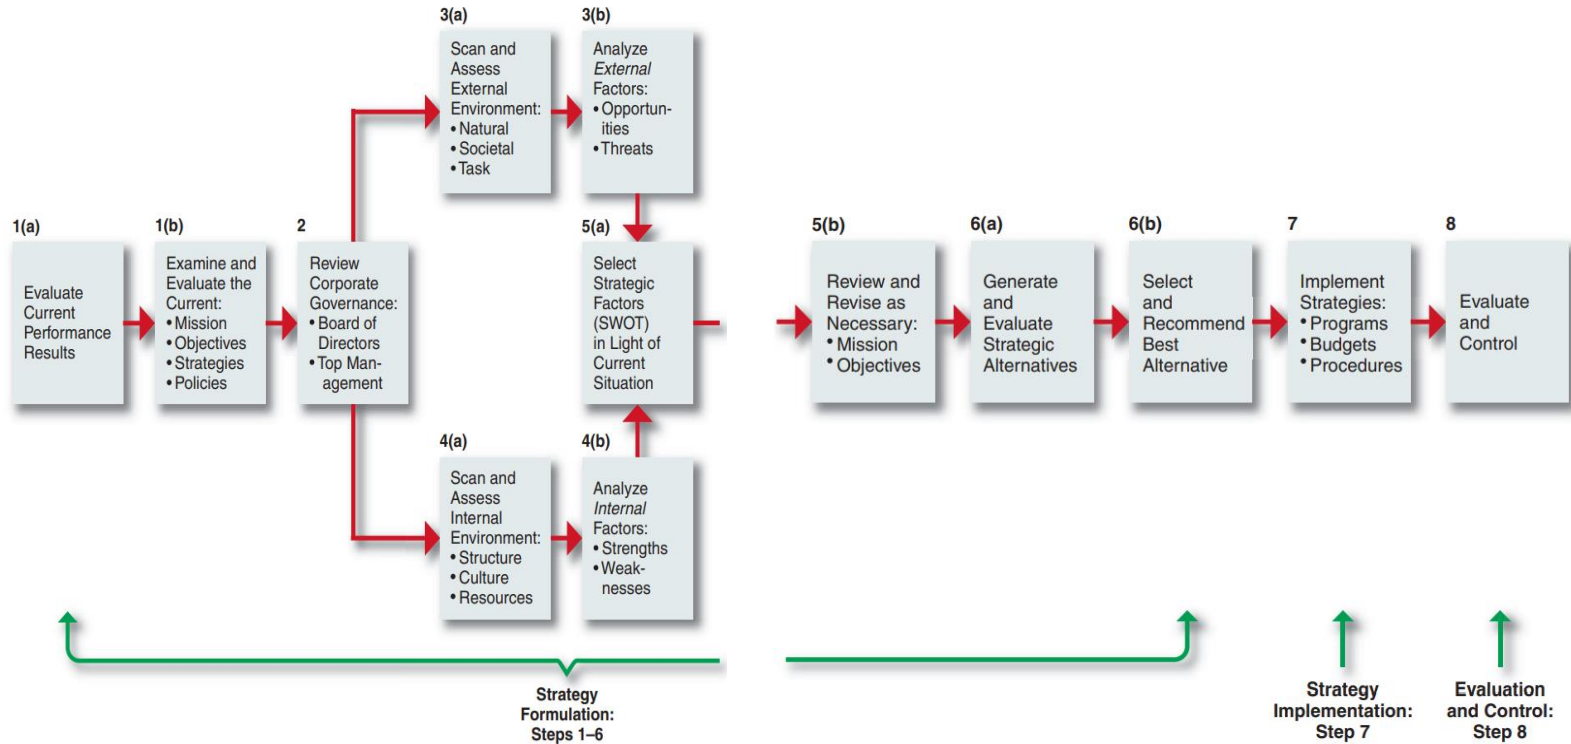 3(a)
Scan and
Assess
External
Environment:
• Natural
• Societal
• Task
3(b)
Analyze
External
Factors:
• Opportun-
ities
• Threats
1(a)
Evaluate
Current
Performance
Results
1(b)
Examine and
Evaluate the
Current:
• Mission
• Objectives
• Strategies
• Policies
2
Review
Corporate
Governance:
• Board of
Directors
• Top Man-
agement
5(a)
Select
Strategic
Factors
(SWOT)
in Light of
Current
Situation
5(b)
Review and
Revise as
Necessary:
• Mission
• Objectives
6(a)
Generate
and
Evaluate
Strategic
Alternatives
6(b)
Select
and
Recommend
Best
Alternative
7
Implement
Strategies:
• Programs
• Budgets
• Procedures
8
Evaluate
and
Control
4(a)
Scan and
Assess
Internal
Environment:
• Structure
• Culture
• Resources
4(b)
Analyze
Internal
Factors:
• Strengths
• Weak-
nesses
Strategy
Formulation:
Steps 1–6
Strategy
Implementation:
Step 7
Evaluation
and Control:
Step 8